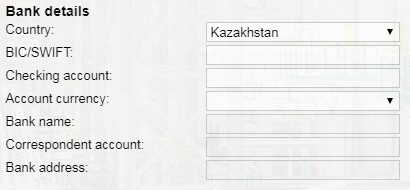 Bank details
Country: Kazakhstan
BIC/SWIFT:
Checking account:
Account currency:
Bank name:
Correspondent account:
Bank address: